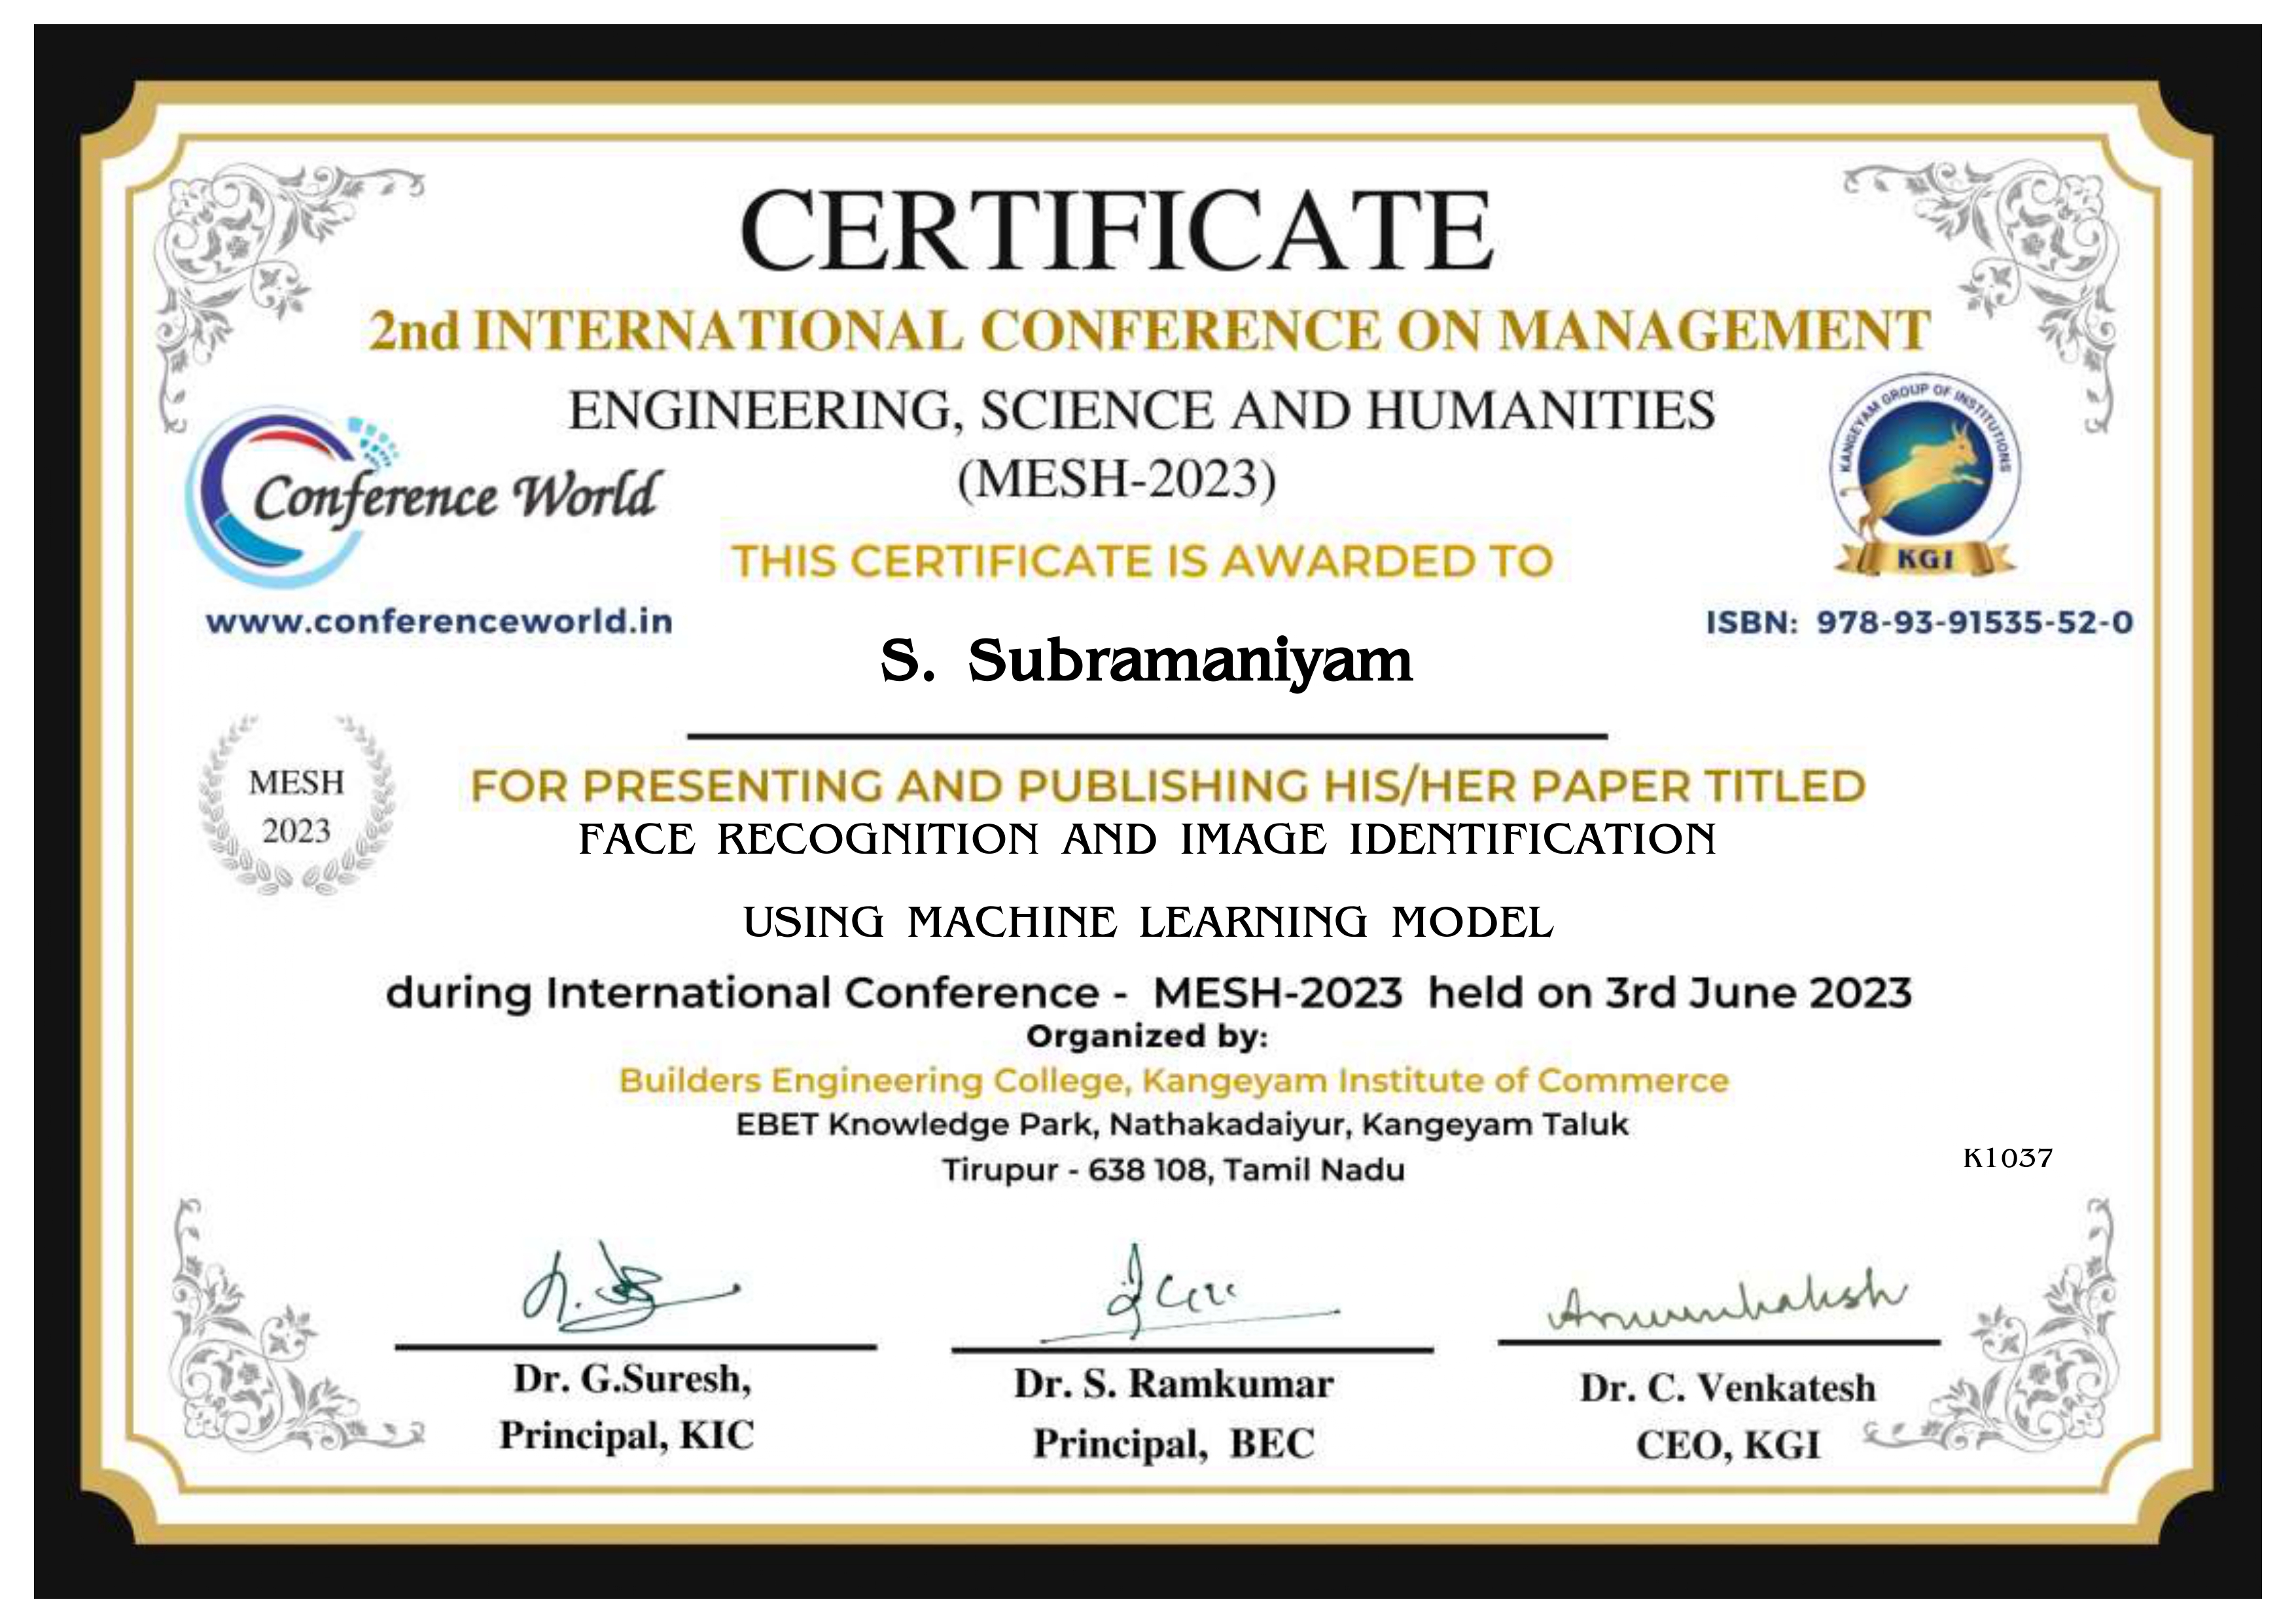 CERTIFICATE
2nd INTERNATIONAL CONFERENCE ON MANAGEMENT
ENGINEERING, SCIENCE AND HUMANITIES
(MESH-2023)
Conference World
www.conferenceworld.in
KANGEYAM GROUP OF INSTITUTIONS
KGI
ISBN: 978-93-91535-52-0
THIS CERTIFICATE IS AWARDED TO
S. Subramaniyam
MESH
2023
FOR PRESENTING AND PUBLISHING HIS/HER PAPER TITLED
FACE RECOGNITION AND IMAGE IDENTIFICATION
USING MACHINE LEARNING MODEL
during International Conference - MESH-2023 held on 3rd June 2023
Organized by:
Builders Engineering College, Kangeyam Institute of Commerce
EBET Knowledge Park, Nathakadaiyur, Kangeyam Taluk
Tirupur - 638 108, Tamil Nadu
K1037
Dr. G.Suresh,
Principal, KIC
Dr. S. Ramkumar
Principal, BEC
Dr. C. Venkatesh
CEO, KGI